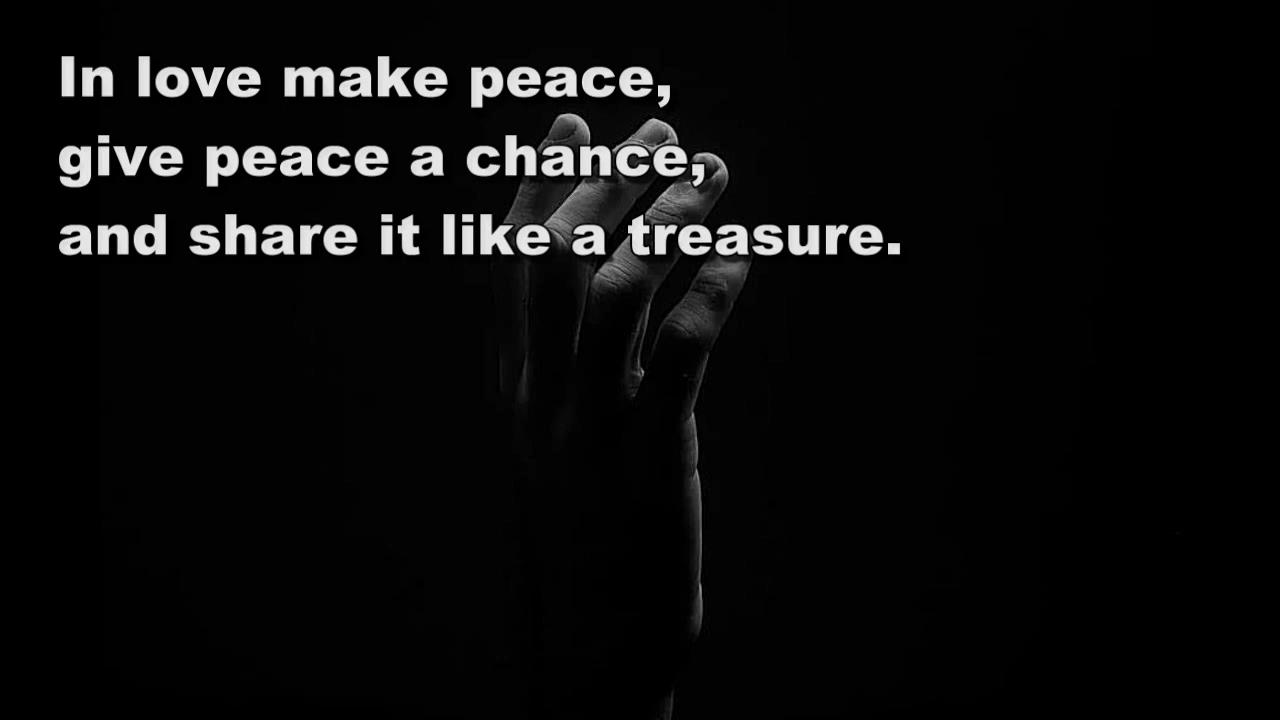 In love make peace,
give peace a chance,
and share it like a treasure.